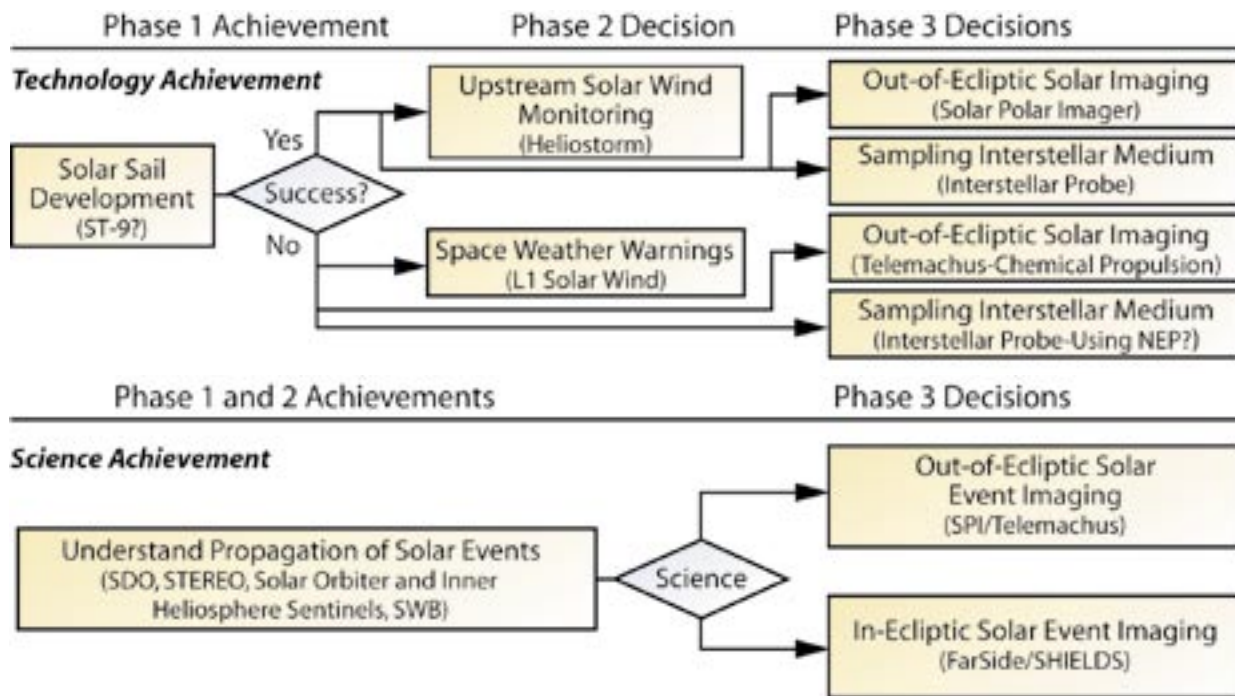 Phase 1 Achievement
Phase 2 Decision
Phase 3 Decisions
Technology Achievement
Solar Sail
Development
(ST-9?)
Yes
Success?
No
Upstream Solar Wind
Monitoring
(Heliostorm)
Space Weather Warnings
(L1 Solar Wind)
Out-of-Ecliptic Solar Imaging
(Solar Polar Imager)
Sampling Interstellar Medium
(Interstellar Probe)
Out-of-Ecliptic Solar Imaging
(Telemachus-Chemical Propulsion)
Sampling Interstellar Medium
(Interstellar Probe-Using NEP?)
Phase 1 and 2 Achievements
Phase 3 Decisions
Science Achievement
Understand Propagation of Solar Events
(SDO, STEREO, Solar Orbiter and Inner
Heliosphere Sentinels, SWB)
Science
Out-of-Ecliptic Solar
Event Imaging
(SPI/Telemachus)
In-Ecliptic Solar Event Imaging
(FarSide/SHIELDS)